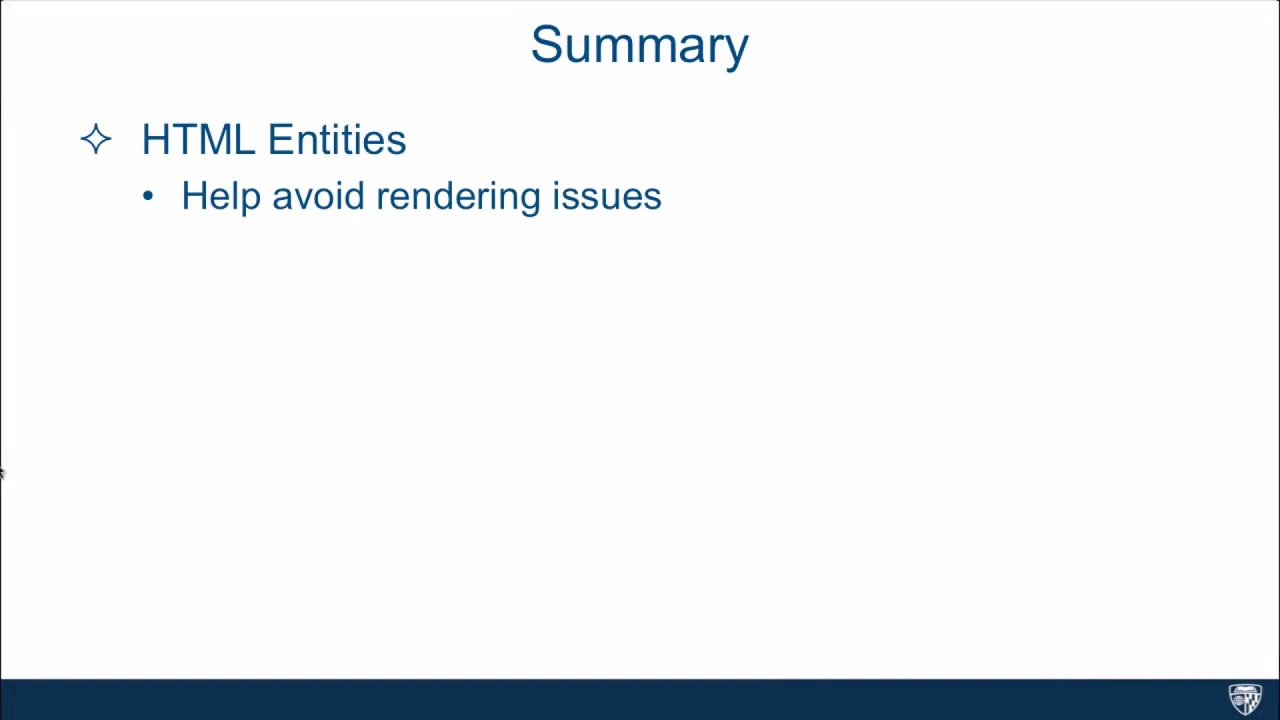 Summary
✧ HTML Entities
• Help avoid rendering issues